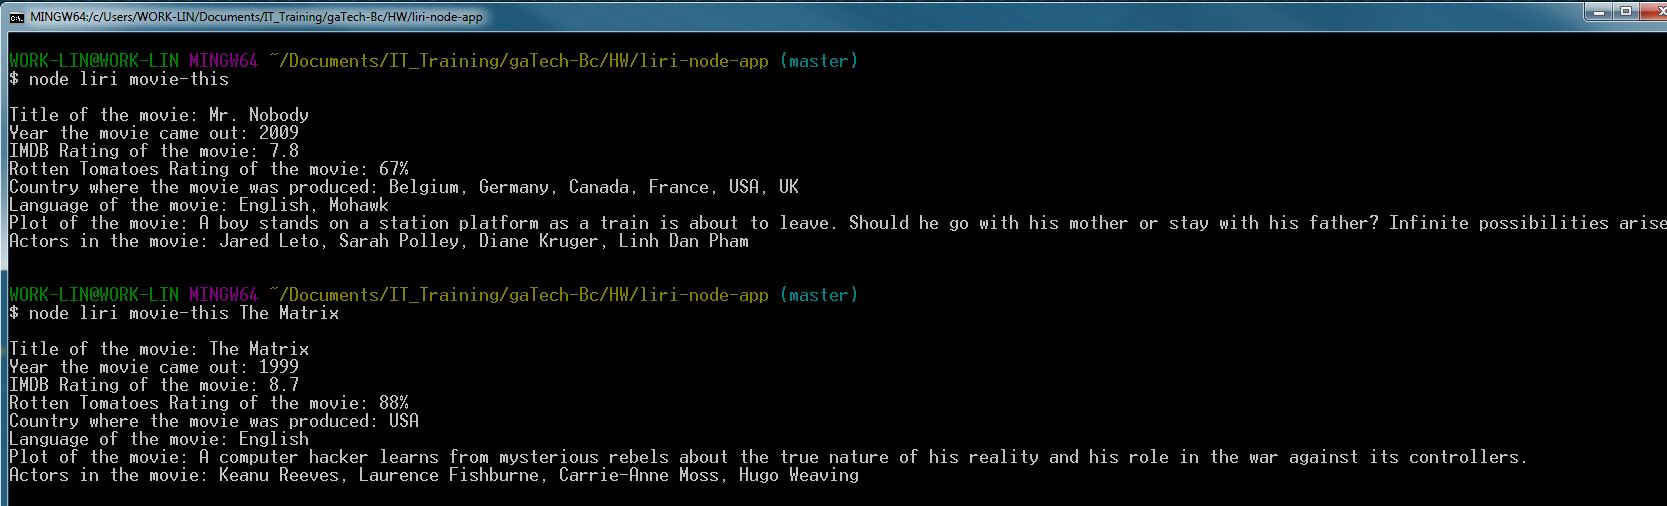 MINGW64:/c/Users/WORK-LIN/Documents/IT_Training/gaTech-Bc/HW/liri-node-app
WORK-LIN@WORK-LIN MINGW64 ~/Documents/IT_Training/gaTech-Bc/HW/liri-node-app (master)
$ node liri movie-this
Title of the movie: Mr. Nobody
Year the movie came out: 2009
IMDB Rating of the movie: 7.8
Rotten Tomatoes Rating of the movie: 67%
Country where the movie was produced: Belgium, Germany, Canada, France, USA, UK
Language of the movie: English, Mohawk
Plot of the movie: A boy stands on a station platform as a train is about to leave. Should he go with his mother or stay with his father? Infinite possibilities arise
Actors in the movie: Jared Leto, Sarah Polley, Diane Kruger, Linh Dan Pham
WORK-LIN@WORK-LIN MINGW64 ~/Documents/IT_Training/gaTech-Bc/HW/liri-node-app (master)
$ node liri movie-this The Matrix
Title of the movie: The Matrix
Year the movie came out: 1999
IMDB Rating of the movie: 8.7
Rotten Tomatoes Rating of the movie: 88%
Country where the movie was produced: USA
Language of the movie: English
Plot of the movie: A computer hacker learns from mysterious rebels about the true nature of his reality and his role in the war against its controllers.
Actors in the movie: Keanu Reeves, Laurence Fishburne, Carrie-Anne Moss, Hugo Weaving